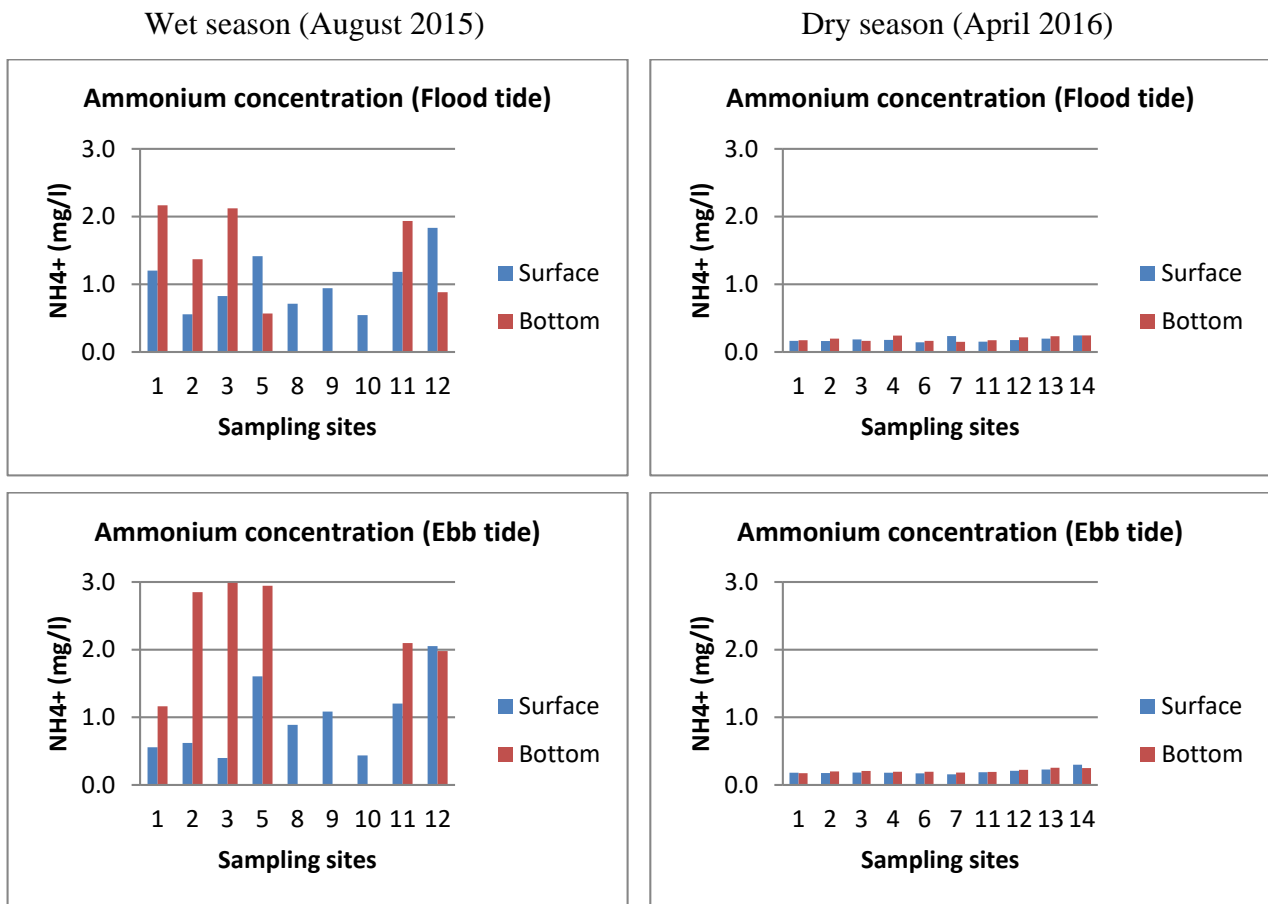 Wet season (August 2015)
Dry season (April 2016)
Ammonium concentration (Flood tide)
3.0
2.0
1.0
0.0
NH4+ (mg/l)
1 2 3 5 8 9 10 11 12
Sampling sites
Surface
Bottom
Ammonium concentration (Flood tide)
3.0
2.0
1.0
0.0
NH4+ (mg/l)
1 2 3 4 6 7 11 12 13 14
Sampling sites
Surface
Bottom
Ammonium concentration (Ebb tide)
3.0
2.0
1.0
0.0
NH4+ (mg/l)
1 2 3 5 8 9 10 11 12
Sampling sites
Surface
Bottom
Ammonium concentration (Ebb tide)
3.0
2.0
1.0
0.0
NH4+ (mg/l)
1 2 3 4 6 7 11 12 13 14
Sampling sites
Surface
Bottom